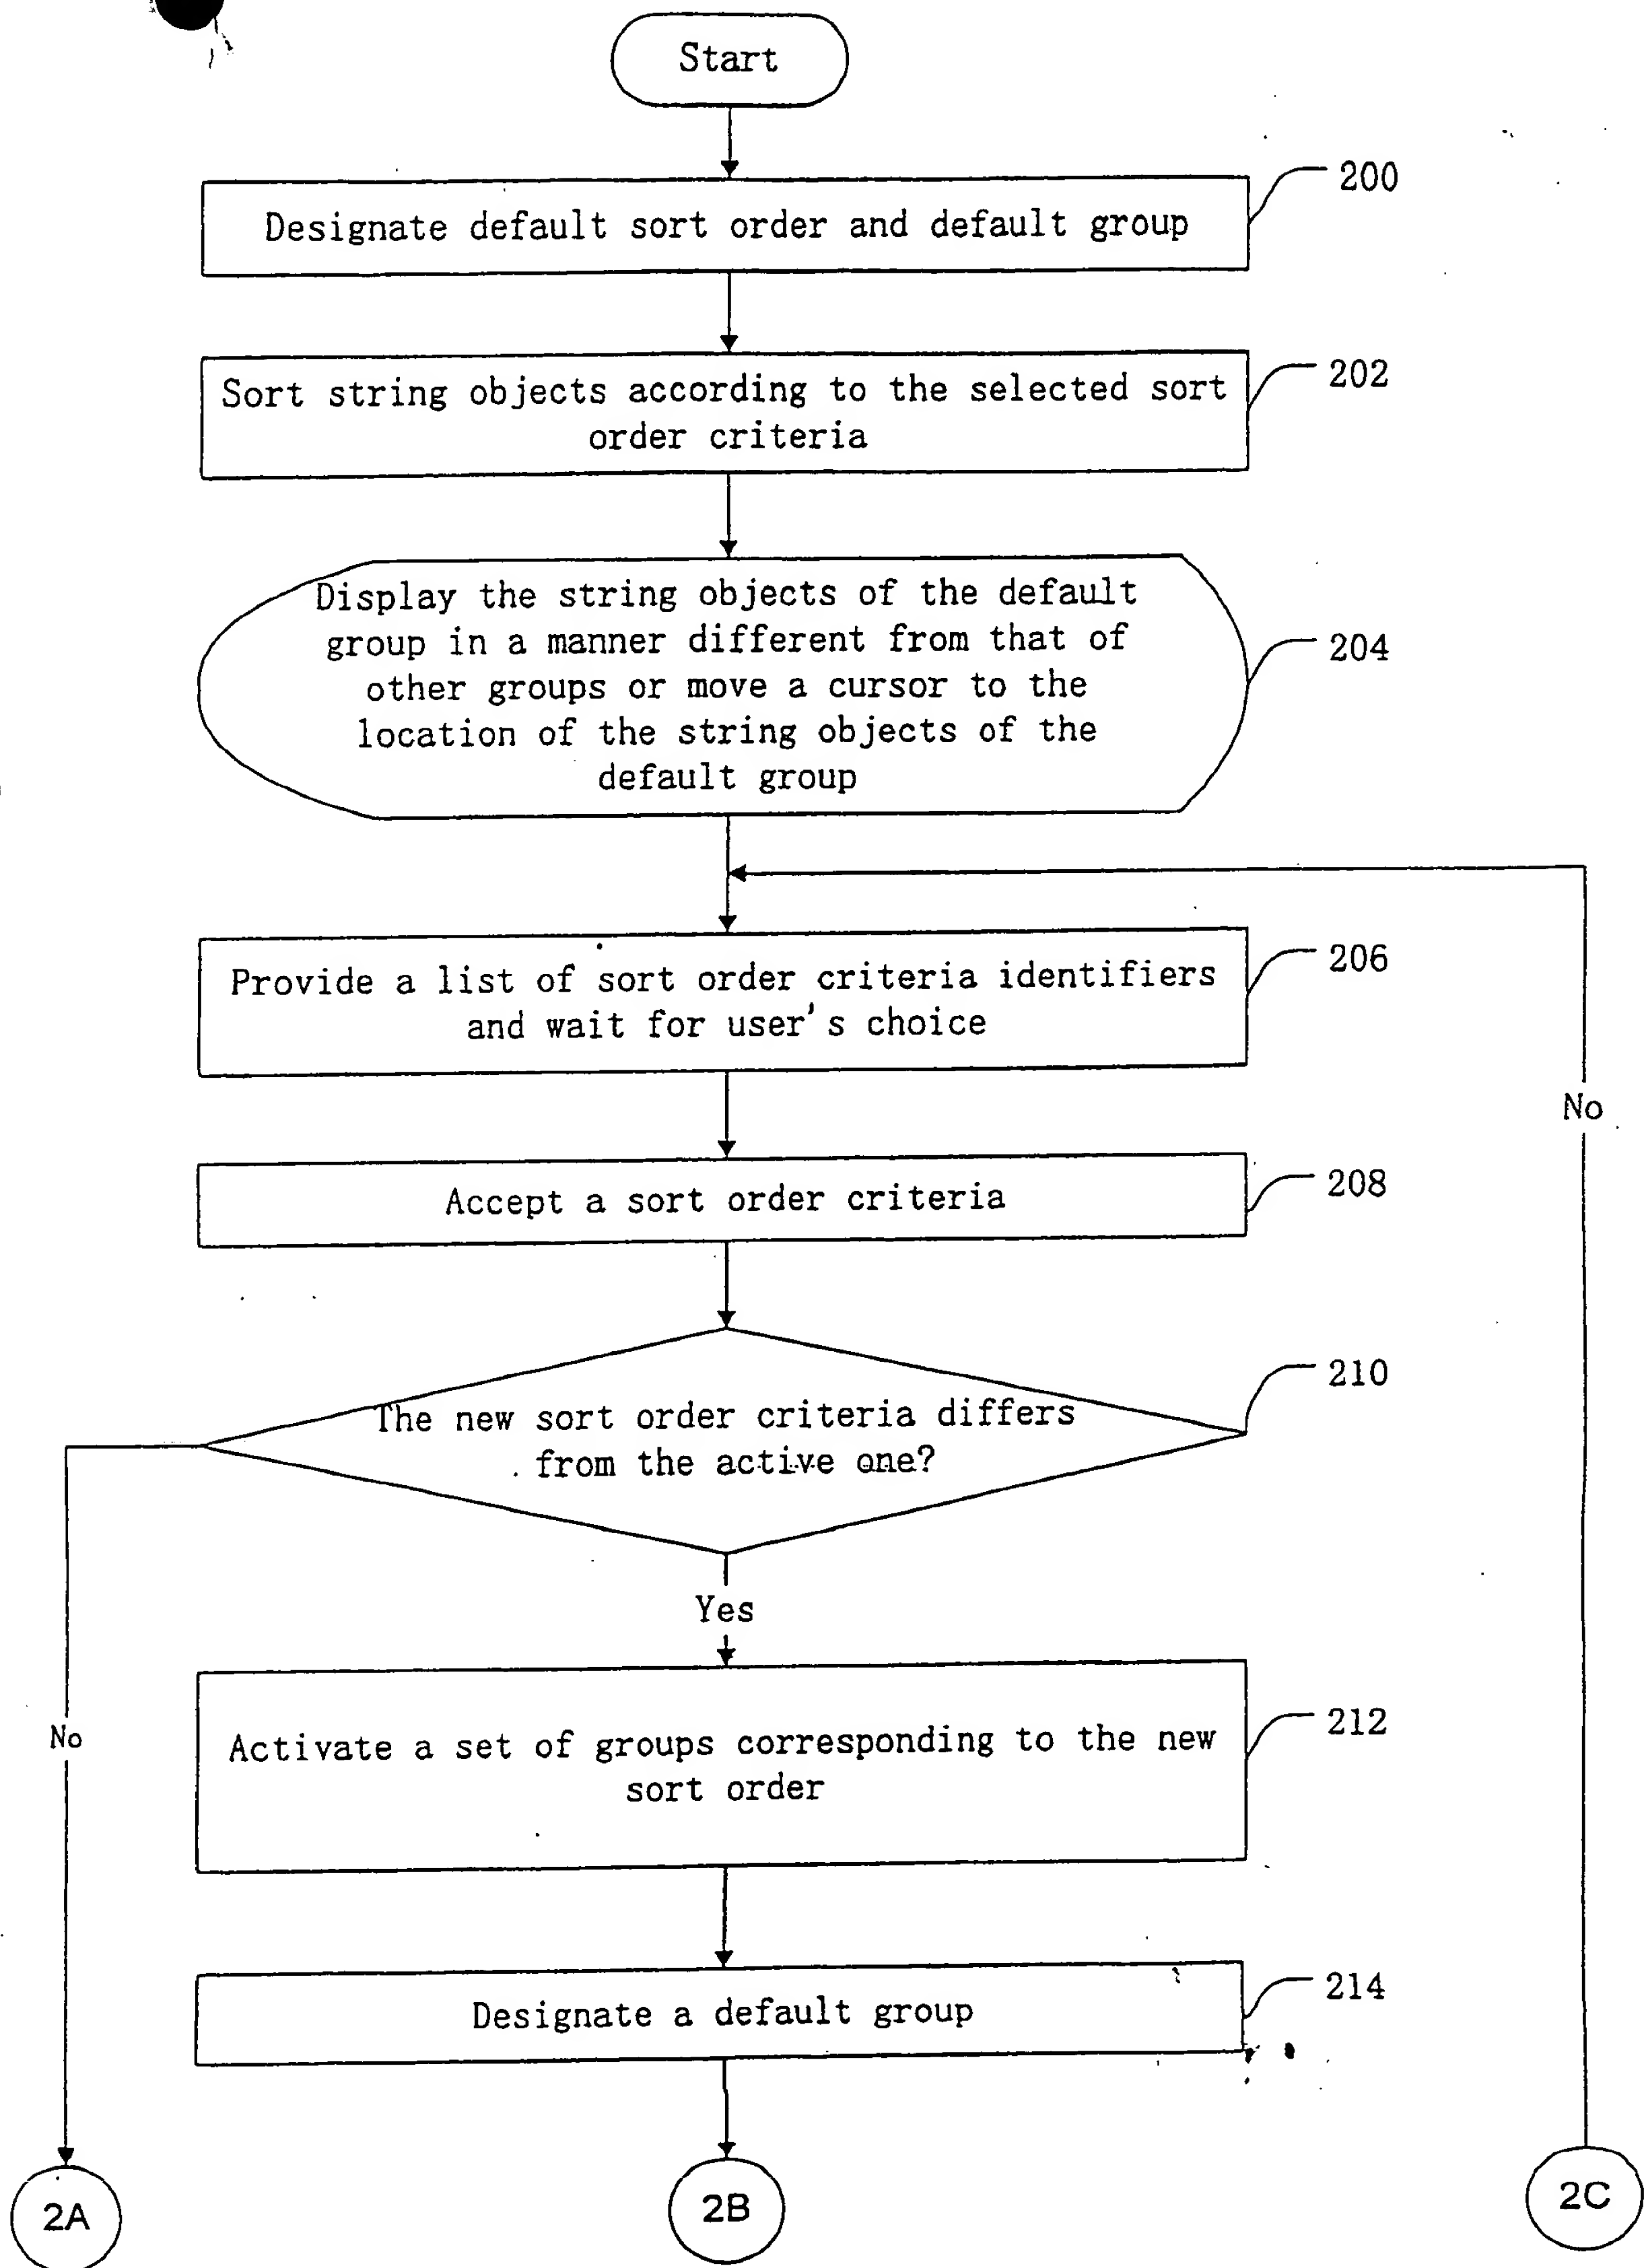 Start
200
Designate default sort order and default group
202
Sort string objects according to the selected sort
order criteria
Display the string objects of the default
group in a manner different from that of
204
other groups or move a cursor to the
location of the string objects of the
default group
206
Provide a list of sort order criteria identifiers
and wait for user's choice
No
208
Accept a sort order criteria
210
The new sort order criteria differs
from the active one?
Yes
212
No
Activate a set of groups corresponding to the new
sort order
214
Designate a default group
2A
2B
2C